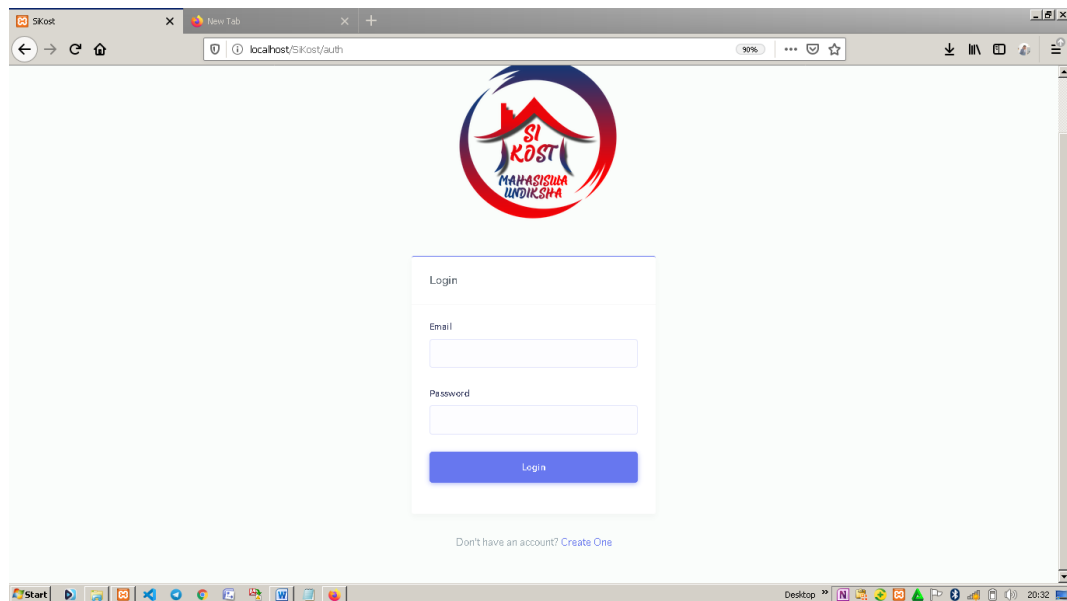 SiKost
New Tab
localhost/SiKost/auth
90%
SI
KOST
MAHASISWA
UNDIKSHA
Login
Email
Password
Login
Don't have an account? Create One
Start
Desktop
20:32